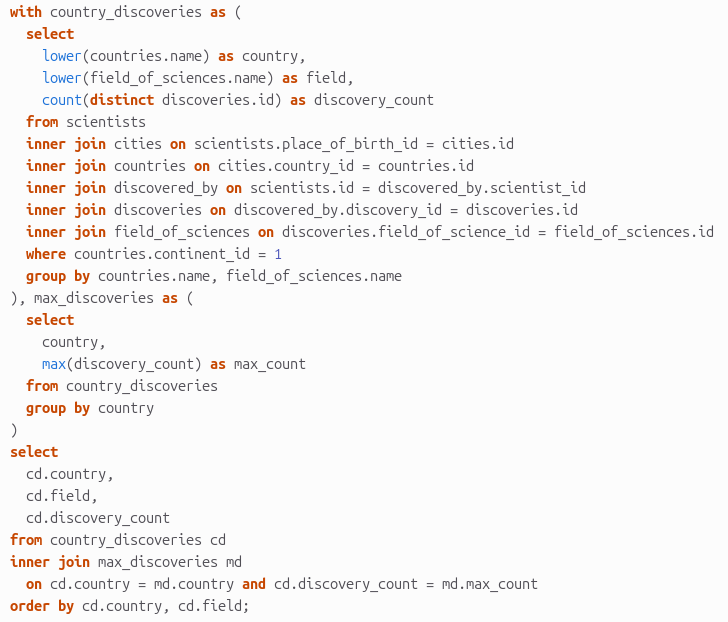 with country_discoveries as (
  select
    lower(countries.name) as country,
    lower(field_of_sciences.name) as field,
    count(distinct discoveries.id) as discovery_count
  from scientists
  inner join cities on scientists.place_of_birth_id = cities.id
  inner join countries on cities.country_id = countries.id
  inner join discovered_by on scientists.id = discovered_by.scientist_id
  inner join discoveries on discovered_by.discovery_id = discoveries.id
  inner join field_of_sciences on discoveries.field_of_science_id = field_of_sciences.id
  where countries.continent_id = 1
  group by countries.name, field_of_sciences.name
), max_discoveries as (
  select
    country,
    max(discovery_count) as max_count
  from country_discoveries
  group by country
)
select
  cd.country,
  cd.field,
  cd.discovery_count
from country_discoveries cd
inner join max_discoveries md
  on cd.country = md.country and cd.discovery_count = md.max_count
order by cd.country, cd.field;